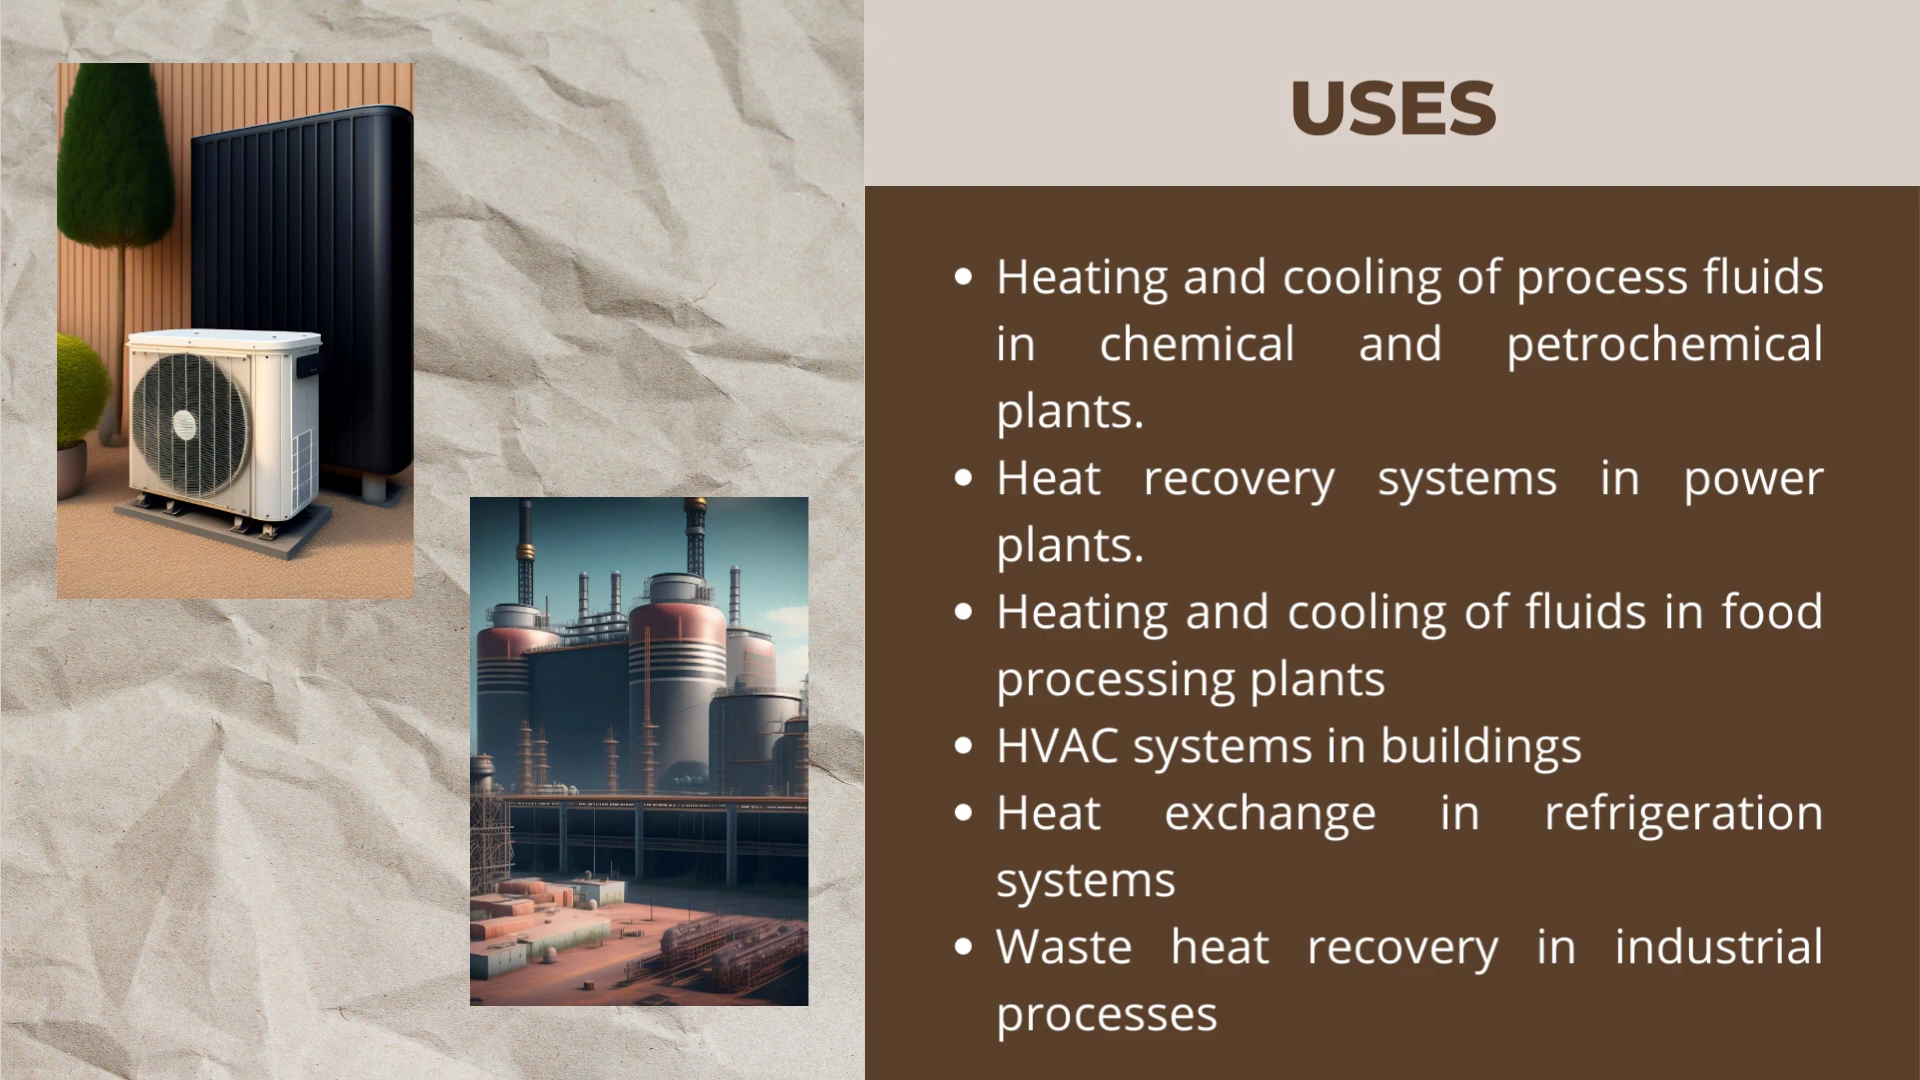 USES
• Heating and cooling of process fluids
in chemical and petrochemical
plants.
• Heat recovery systems in power
plants.
• Heating and cooling of fluids in food
processing plants
• HVAC systems in buildings
• Heat exchange in refrigeration
systems
• Waste heat recovery in industrial
processes